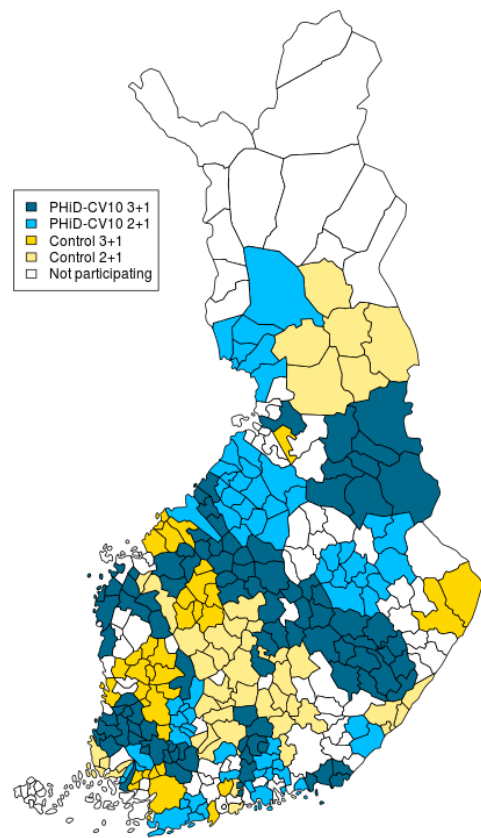 PHiD-CV10 3+1
PHiD-CV10 2+1
Control 3+1
Control 2+1
Not participating